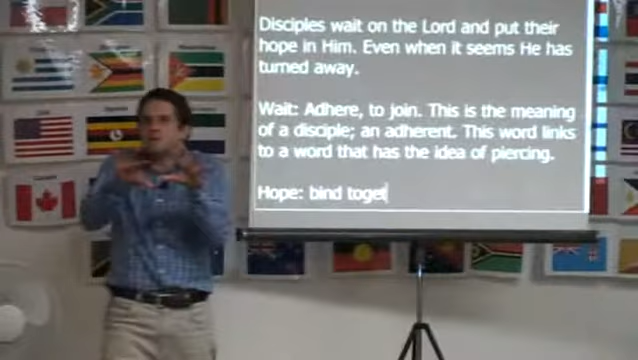 Disciples wait on the Lord and put their
hope in Him. Even when it seems He has
turned away.
Wait: Adhere, to join. This is the meaning
of a disciple; an adherent. This word links
to a word that has the idea of piercing.
Hope: bind toget